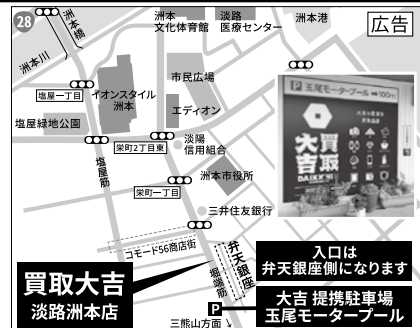 28
洲本橋
洲本川
洲本
文化体育館
淡路
医療センター
洲本港
広告
塩屋一丁目
イオンスタイル
洲本
市民広場
エディオン
塩屋緑地公園
塩屋筋
栄町2丁目東
淡陽
信用組合
栄町一丁目
洲本市役所
三井住友銀行
コモード56商店街
堀端筋
弁天銀座
P 玉尾モータープール 100m
買取
大吉
DAIKICHI
買取大吉
淡路洲本店
入口は
弁天銀座側になります
P
大吉 提携駐車場
玉尾モータープール
三熊山方面